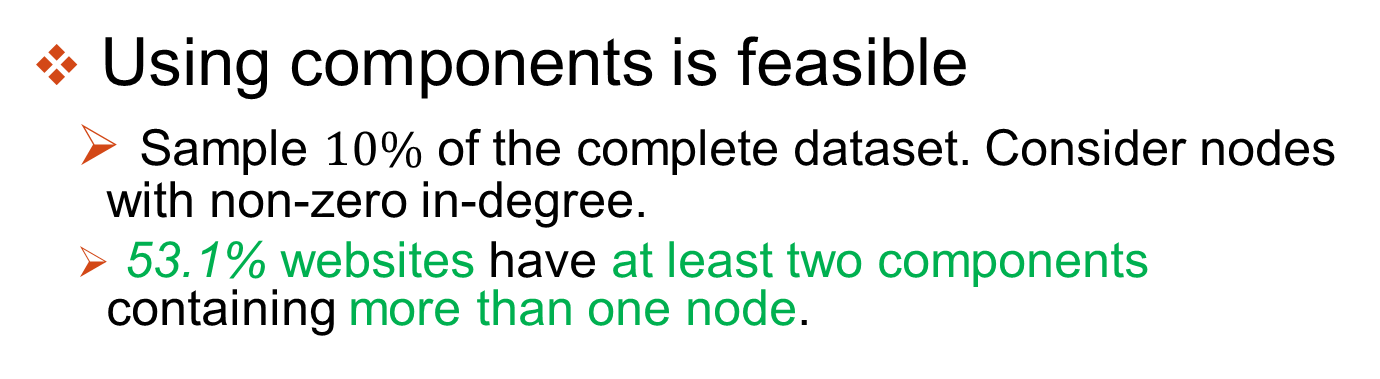 Using components is feasible
Sample 10% of the complete dataset. Consider nodes
with non-zero in-degree.
53.1% websites have at least two components
containing more than one node.